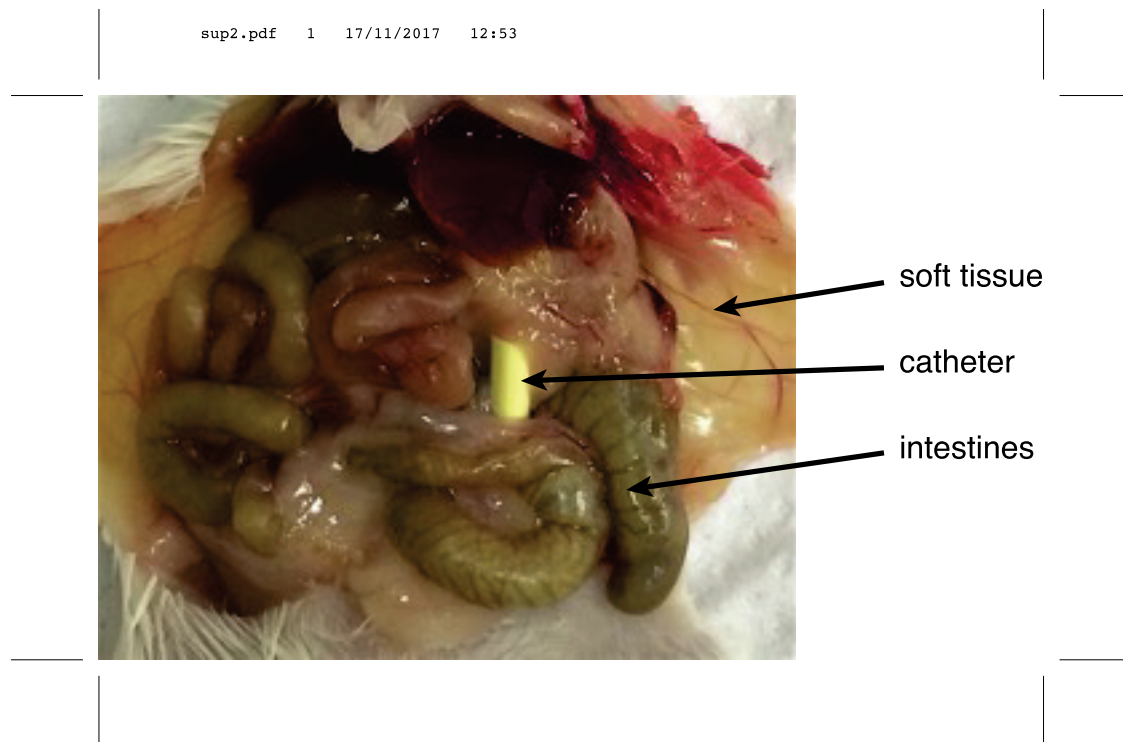 sup2.pdf 1 17/11/2017 12:53
soft tissue
catheter
intestines